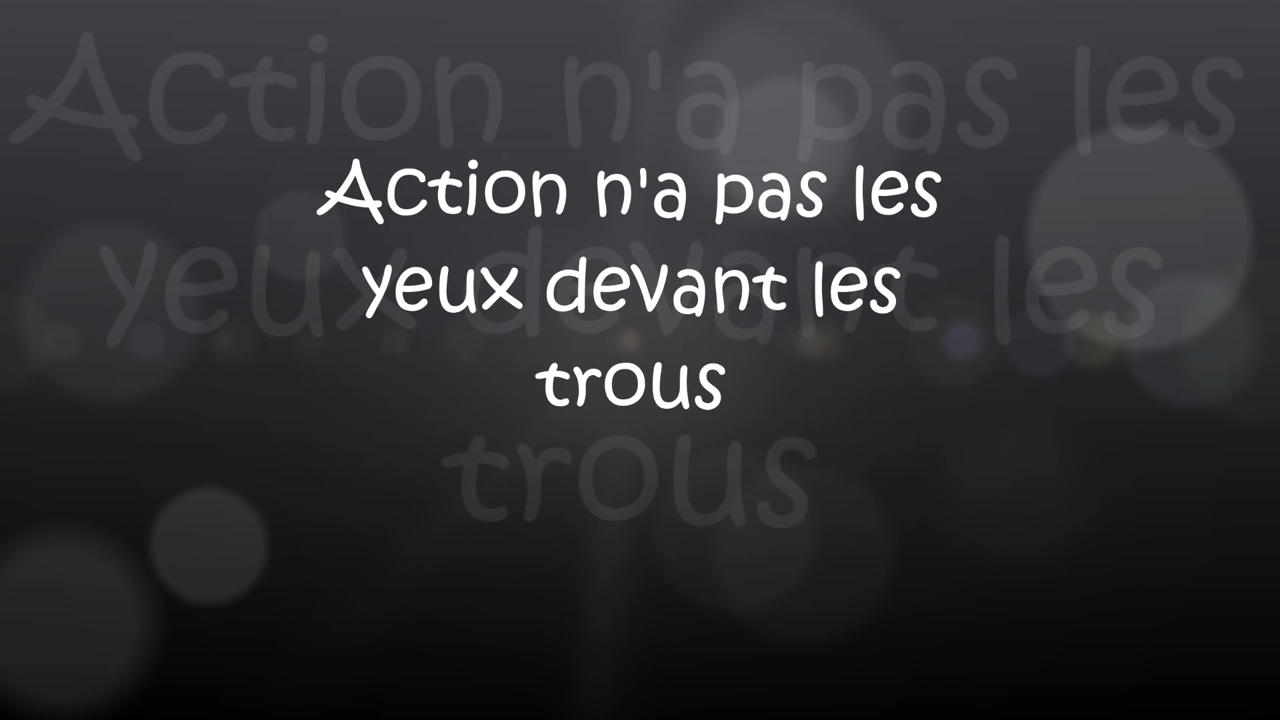 Action n'a pas les
yeux devant les
trous